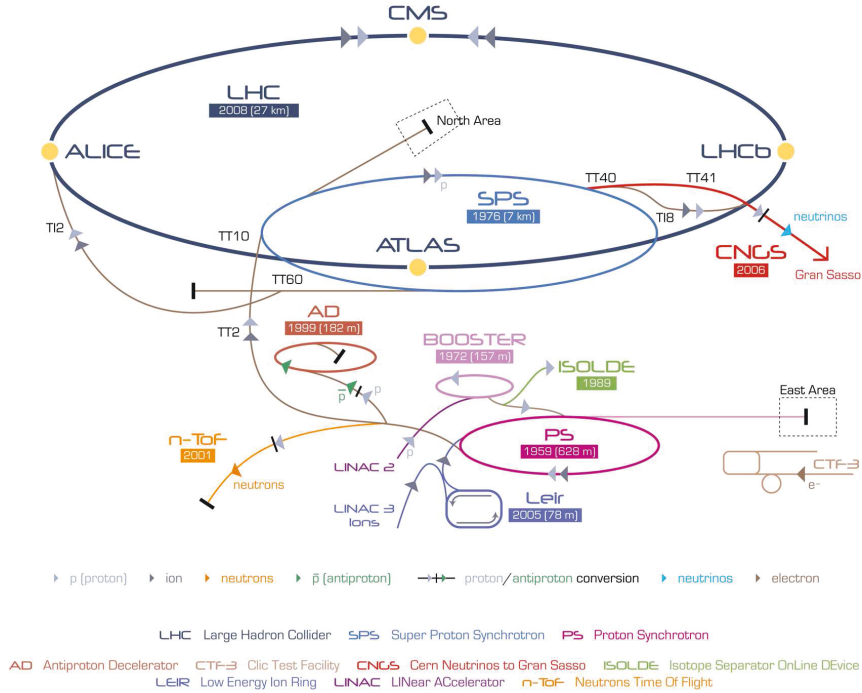 CMS
LHC
2008 (27 km)
North Area
ALICE
LHCb
TT40
TT41
p
SPS
1976 (7 km)
TI8
neutrinos
TI2
TT10
ATLAS
CNGS
2006
Gran Sasso
TT60
AD
1999 (182 m)
TT2
BOOSTER
1972 (157 m)
ISOLDE
1989
p
p̅
East Area
n-ToF
2001
LINAC 2
p
PS
1959 (628 m)
neutrons
CTF-3
e-
LINAC 3
Ions
Leir
2005 (78 m)
p (proton)
ion
neutrons
p̅ (antiproton)
proton/antiproton conversion
neutrinos
electron
LHC Large Hadron Collider SPS Super Proton Synchrotron PS Proton Synchrotron
AD Antiproton Decelerator CTF-3 Clic Test Facility CNGS Cern Neutrinos to Gran Sasso ISOLDE Isotope Separator OnLine DEvice
LEIR Low Energy Ion Ring LINAC LINear ACcelerator n-ToF Neutrons Time Of Flight